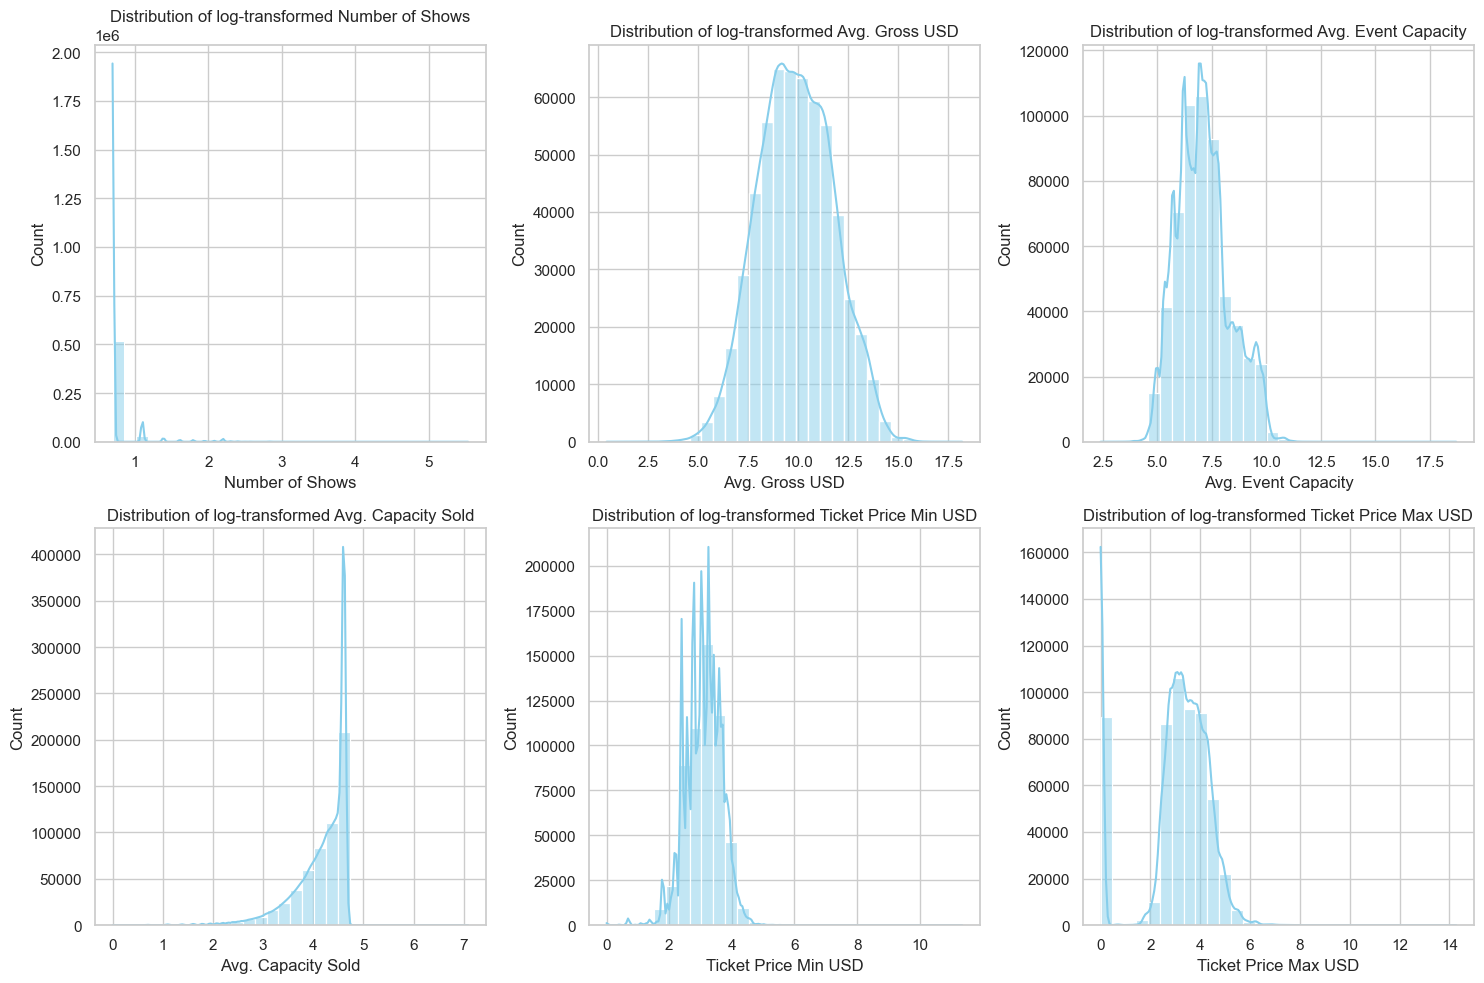 Distribution of log-transformed Number of Shows
1e6
2.00
1.75
1.50
1.25
1.00
0.75
0.50
0.25
0.00
Count
1 2 3 4 5
Number of Shows
Distribution of log-transformed Avg. Gross USD
60000
50000
40000
30000
20000
10000
0
Count
0.0 2.5 5.0 7.5 10.0 12.5 15.0 17.5
Avg. Gross USD
Distribution of log-transformed Avg. Event Capacity
120000
100000
80000
60000
40000
20000
0
Count
2.5 5.0 7.5 10.0 12.5 15.0 17.5
Avg. Event Capacity
Distribution of log-transformed Avg. Capacity Sold
400000
350000
300000
250000
200000
150000
100000
50000
0
Count
0 1 2 3 4 5 6 7
Avg. Capacity Sold
Distribution of log-transformed Ticket Price Min USD
200000
175000
150000
125000
100000
75000
50000
25000
0
Count
0 2 4 6 8 10
Ticket Price Min USD
Distribution of log-transformed Ticket Price Max USD
160000
140000
120000
100000
80000
60000
40000
20000
0
Count
0 2 4 6 8 10 12 14
Ticket Price Max USD